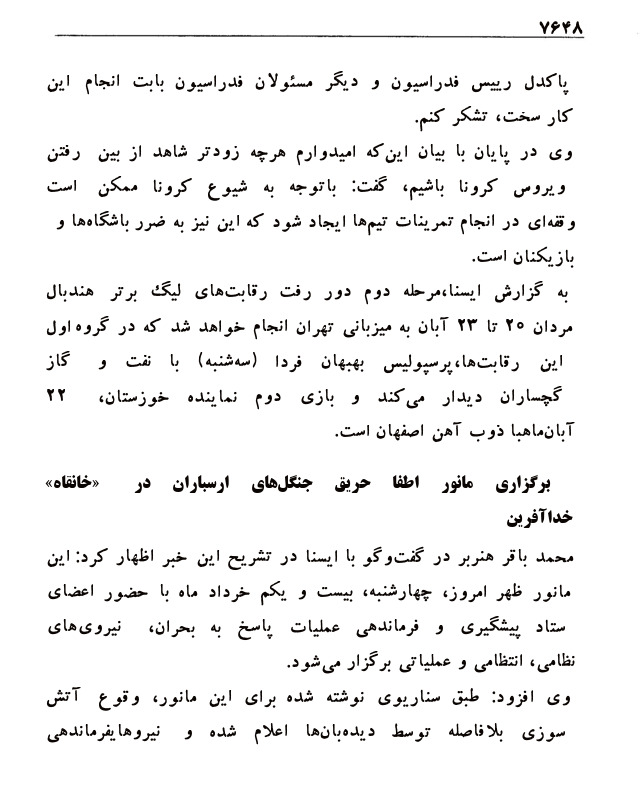 ۷۶۴۸
پاکدل رییس فدراسیون و دیگر مسئولان فدراسیون بابت انجام این
کار سخت، تشکر کنم.
وی در پایان با بیان این‌که امیدوارم هرچه زودتر شاهد از بین رفتن
ویروس کرونا باشیم، گفت: باتوجه به شیوع کرونا ممکن است
وقفه‌ای در انجام تمرینات تیم‌ها ایجاد شود که این نیز به ضرر باشگاه‌ها و
بازیکنان است.
به گزارش ایسنا،مرحله دوم دور رفت رقابت‌های لیگ برتر هندبال
مردان ۲۰ تا ۲۳ آبان به میزبانی تهران انجام خواهد شد که در گروه اول
این رقابت‌ها،پرسپولیس بهبهان فردا (سه‌شنبه) با نفت و گاز
گچساران دیدار می‌کند و بازی دوم نماینده خوزستان، ۲۲
آبان‌ماهبا ذوب آهن اصفهان است.
برگزاری مانور اطفا حریق جنگل‌های ارسباران در «خانقاه»
خداآفرین
محمد باقر هنربر در گفت‌وگو با ایسنا در تشریح این خبر اظهار کرد: این
مانور ظهر امروز، چهارشنبه، بیست و یکم خرداد ماه با حضور اعضای
ستاد پیشگیری و فرماندهی عملیات پاسخ به بحران، نیروی‌های
نظامی، انتظامی و عملیاتی برگزار می‌شود.
وی افزود: طبق سناریوی نوشته شده برای این مانور، وقوع آتش
سوزی بلافاصله توسط دیده‌بان‌ها اعلام شده و نیروهایفرماندهی